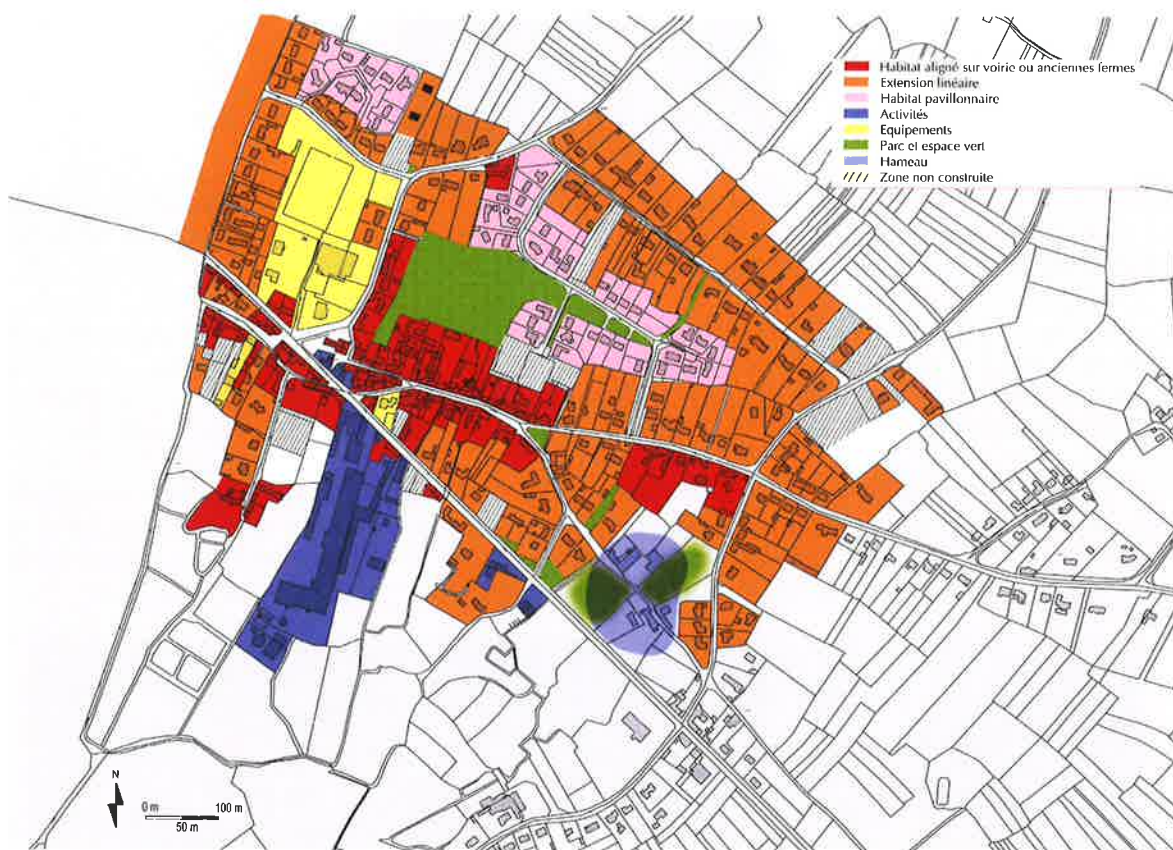 Habitat aligné sur voirie ou anciennes fermes
Extension linéaire
Habitat pavillonnaire
Activités
Equipements
Parc et espace vert
Hameau
Zone non construite
N
0 m 100 m
50 m